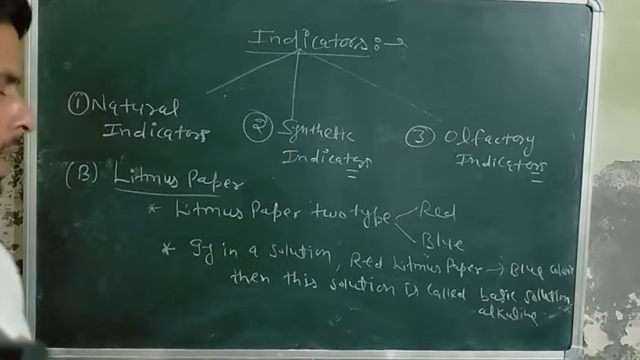 Indicators:→
① Natural
Indicators
② Synthetic
Indicators
③ Olfactory
Indicators
(B) Litmus Paper
* Litmus Paper two type
Red
Blue
* If in a solution, Red Litmus Paper → Blue colour
then this solution is called basic solution,
alkaline